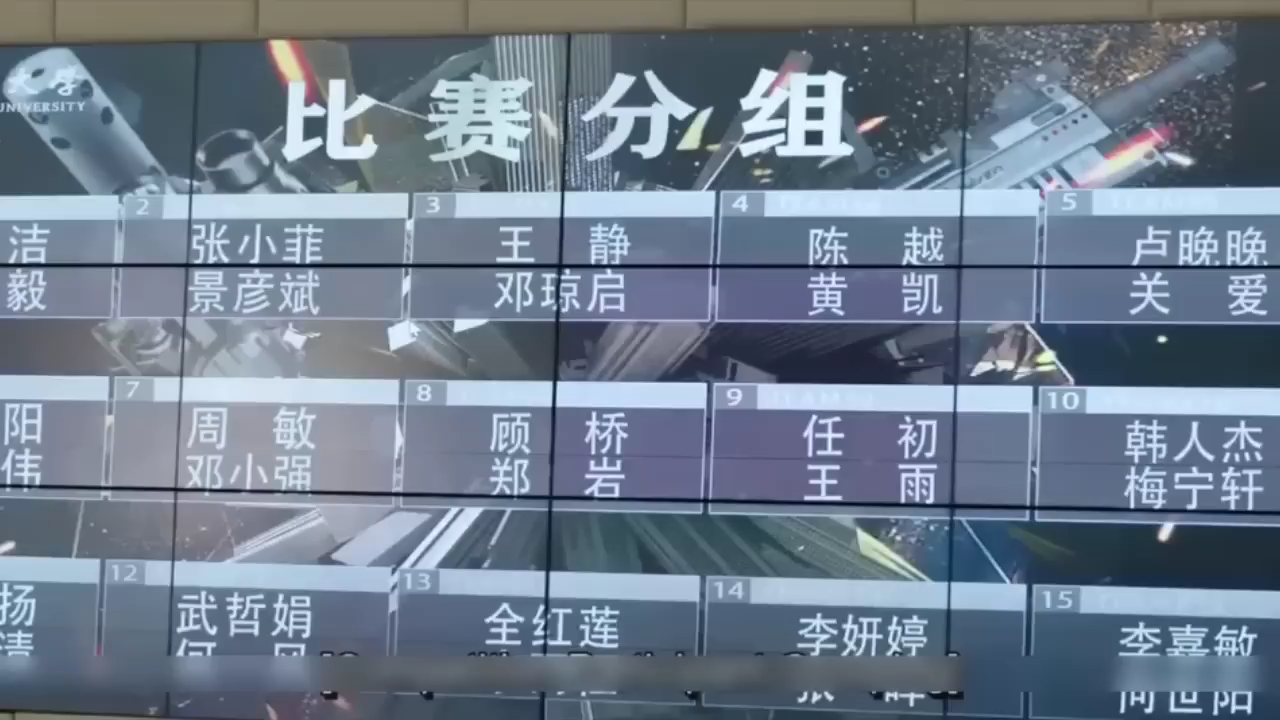 大学
UNIVERSITY
比赛分组
洁
毅
2
张小菲
景彦斌
3
王 静
邓琼启
4
陈 越
黄 凯
5
卢晚晚
关 爱
阳
伟
7
周 敏
邓小强
8
顾 桥
郑 岩
9
任 初
王 雨
10
韩人杰
梅宁轩
扬
清
12
武哲娟
13
全红莲
14
李妍婷
15
李嘉敏